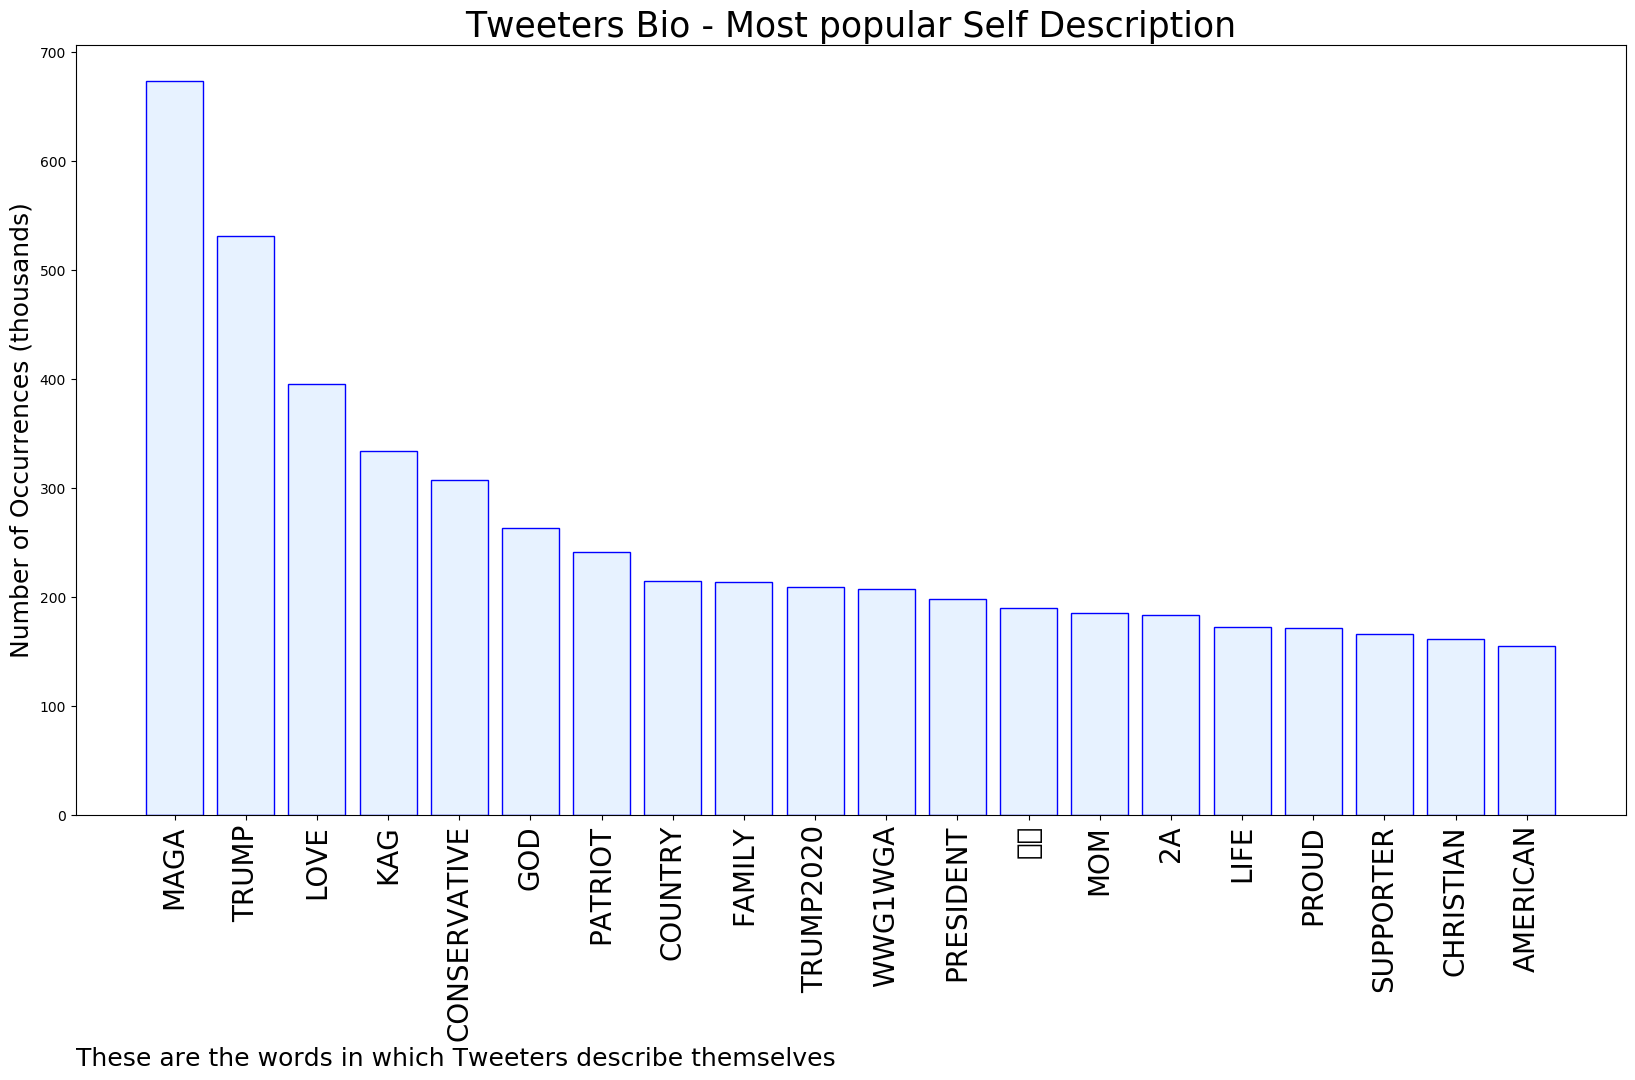 Tweeters Bio - Most popular Self Description
Number of Occurrences (thousands)
700
600
500
400
300
200
100
0
MAGA
TRUMP
LOVE
KAG
CONSERVATIVE
GOD
PATRIOT
COUNTRY
FAMILY
TRUMP2020
WWG1WGA
PRESIDENT
MOM
2A
LIFE
PROUD
SUPPORTER
CHRISTIAN
AMERICAN
These are the words in which Tweeters describe themselves